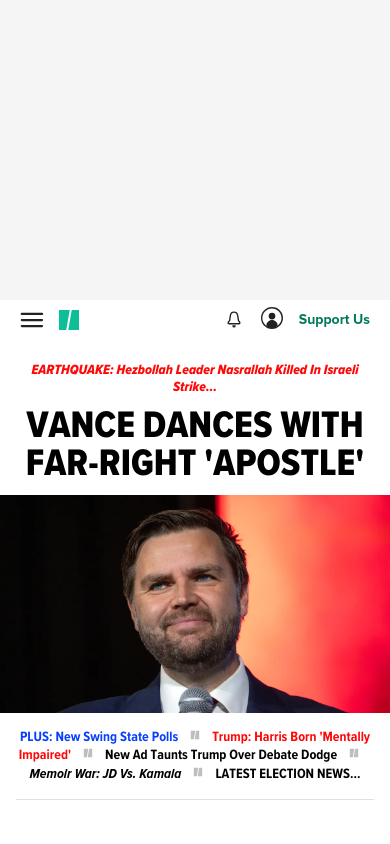 Support Us
EARTHQUAKE: Hezbollah Leader Nasrallah Killed In Israeli
Strike...
VANCE DANCES WITH
FAR-RIGHT 'APOSTLE'
PLUS: New Swing State Polls Trump: Harris Born 'Mentally
Impaired' New Ad Taunts Trump Over Debate Dodge
Memoir War: JD Vs. Kamala LATEST ELECTION NEWS...